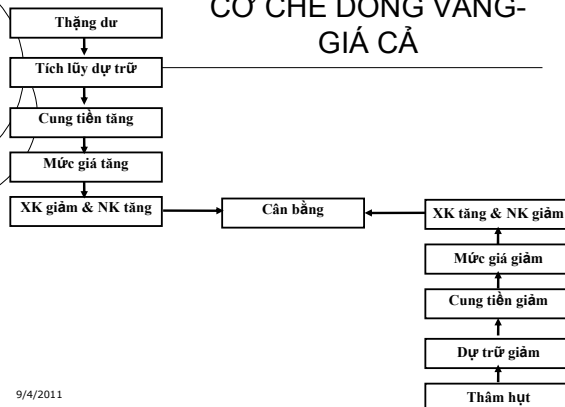 CƠ CHẾ DÒNG VÀNG-
GIÁ CẢ
Thặng dư
Tích lũy dự trữ
Cung tiền tăng
Mức giá tăng
XK giảm & NK tăng
Cân bằng
XK tăng & NK giảm
Mức giá giảm
Cung tiền giảm
Dự trữ giảm
Thâm hụt
9/4/2011